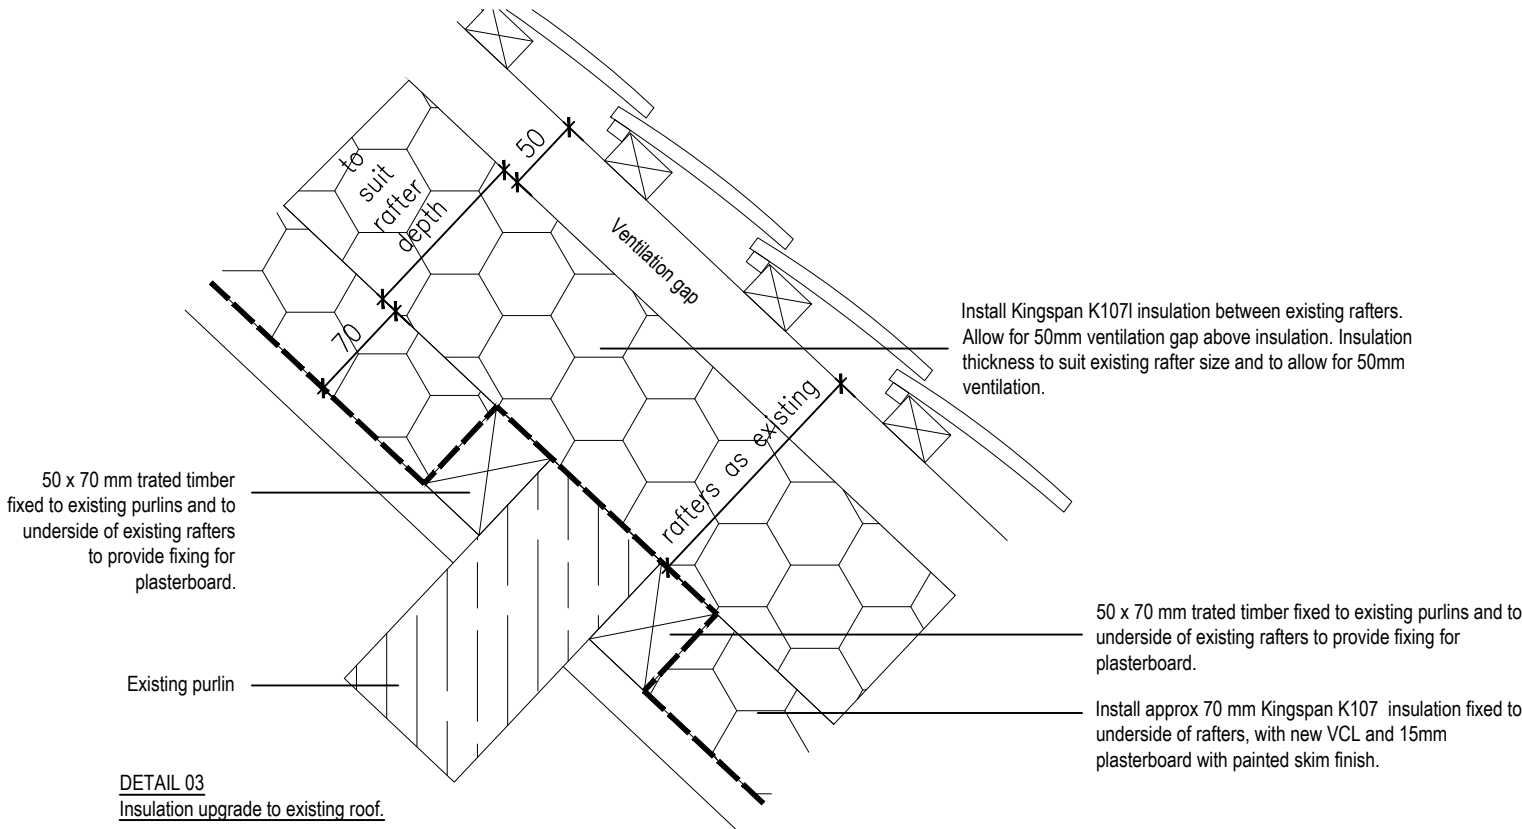 to
suit
rafter
depth
50
70
Ventilation gap
rafters as existing
Install Kingspan K107l insulation between existing rafters.
Allow for 50mm ventilation gap above insulation. Insulation
thickness to suit existing rafter size and to allow for 50mm
ventilation.
50 x 70 mm trated timber
fixed to existing purlins and to
underside of existing rafters
to provide fixing for
plasterboard.
Existing purlin
50 x 70 mm trated timber fixed to existing purlins and to
underside of existing rafters to provide fixing for
plasterboard.
Install approx 70 mm Kingspan K107 insulation fixed to
underside of rafters, with new VCL and 15mm
plasterboard with painted skim finish.
DETAIL 03
Insulation upgrade to existing roof.